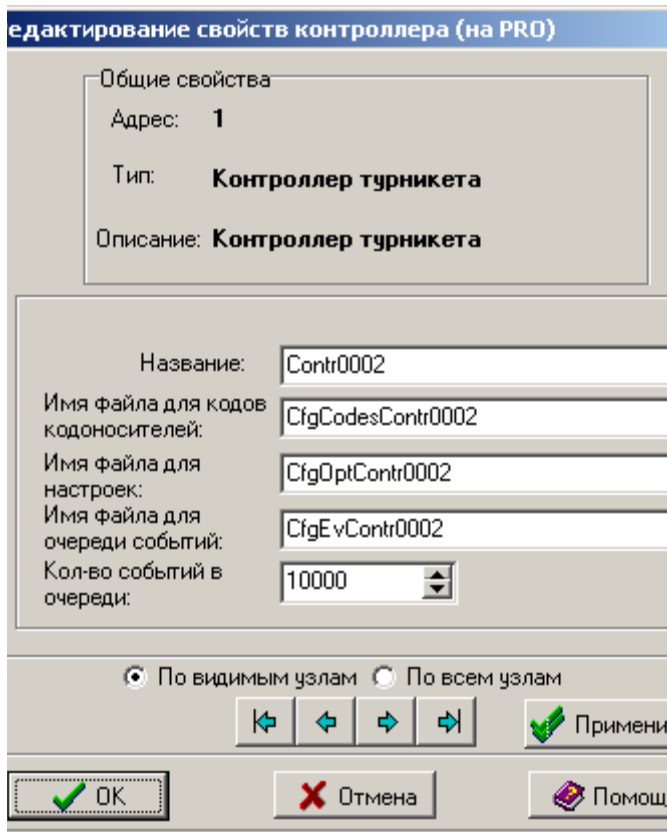 едактирование свойств контроллера (на PRO)
Общие свойства
Адрес: 1
Тип: Контроллер турникета
Описание: Контроллер турникета
Название: Contr0002
Имя файла для кодов
кодоносителей: CfgCodesContr0002
Имя файла для
настроек: CfgOptContr0002
Имя файла для
очереди событий: CfgEvContr0002
Кол-во событий в
очереди: 10000
По видимым узлам По всем узлам
Примени
OK Отмена Помощ